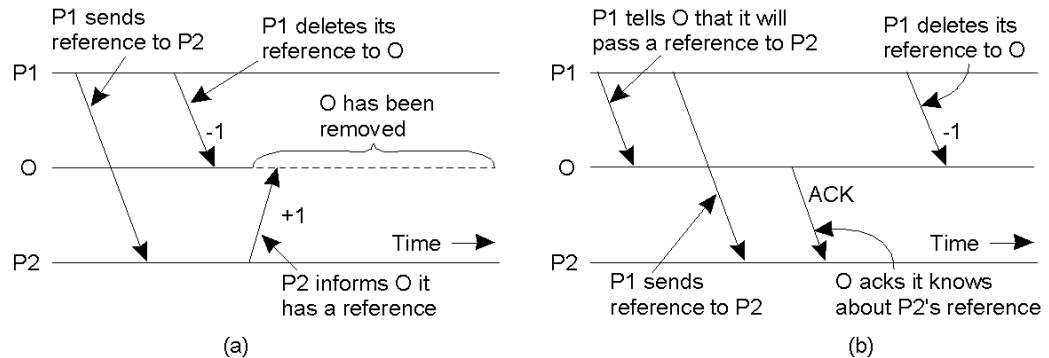 P1 sends
reference to P2
P1 deletes its
reference to O
P1
-1
O has been
removed
O
+1
Time
P2
P2 informs O it
has a reference
(a)
P1 tells O that it will
pass a reference to P2
P1 deletes its
reference to O
P1
-1
O
ACK
Time
P2
P1 sends
reference to P2
O acks it knows
about P2's reference
(b)